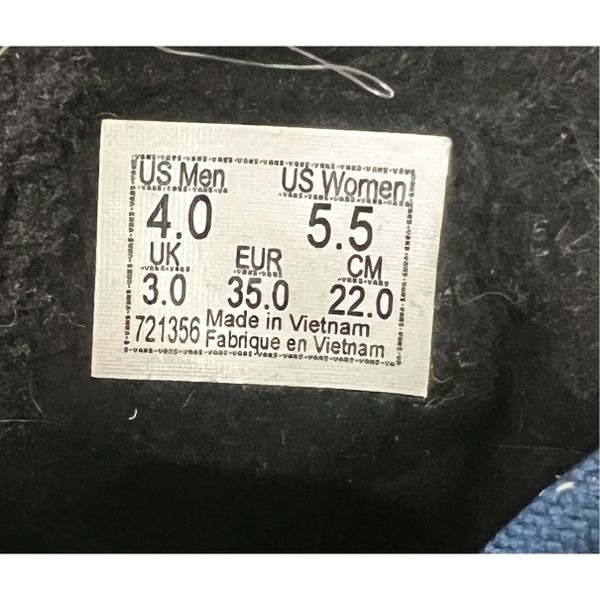 US Men US Women
4.0 5.5
UK EUR CM
3.0 35.0 22.0
721356 Made in Vietnam
Fabrique en Vietnam